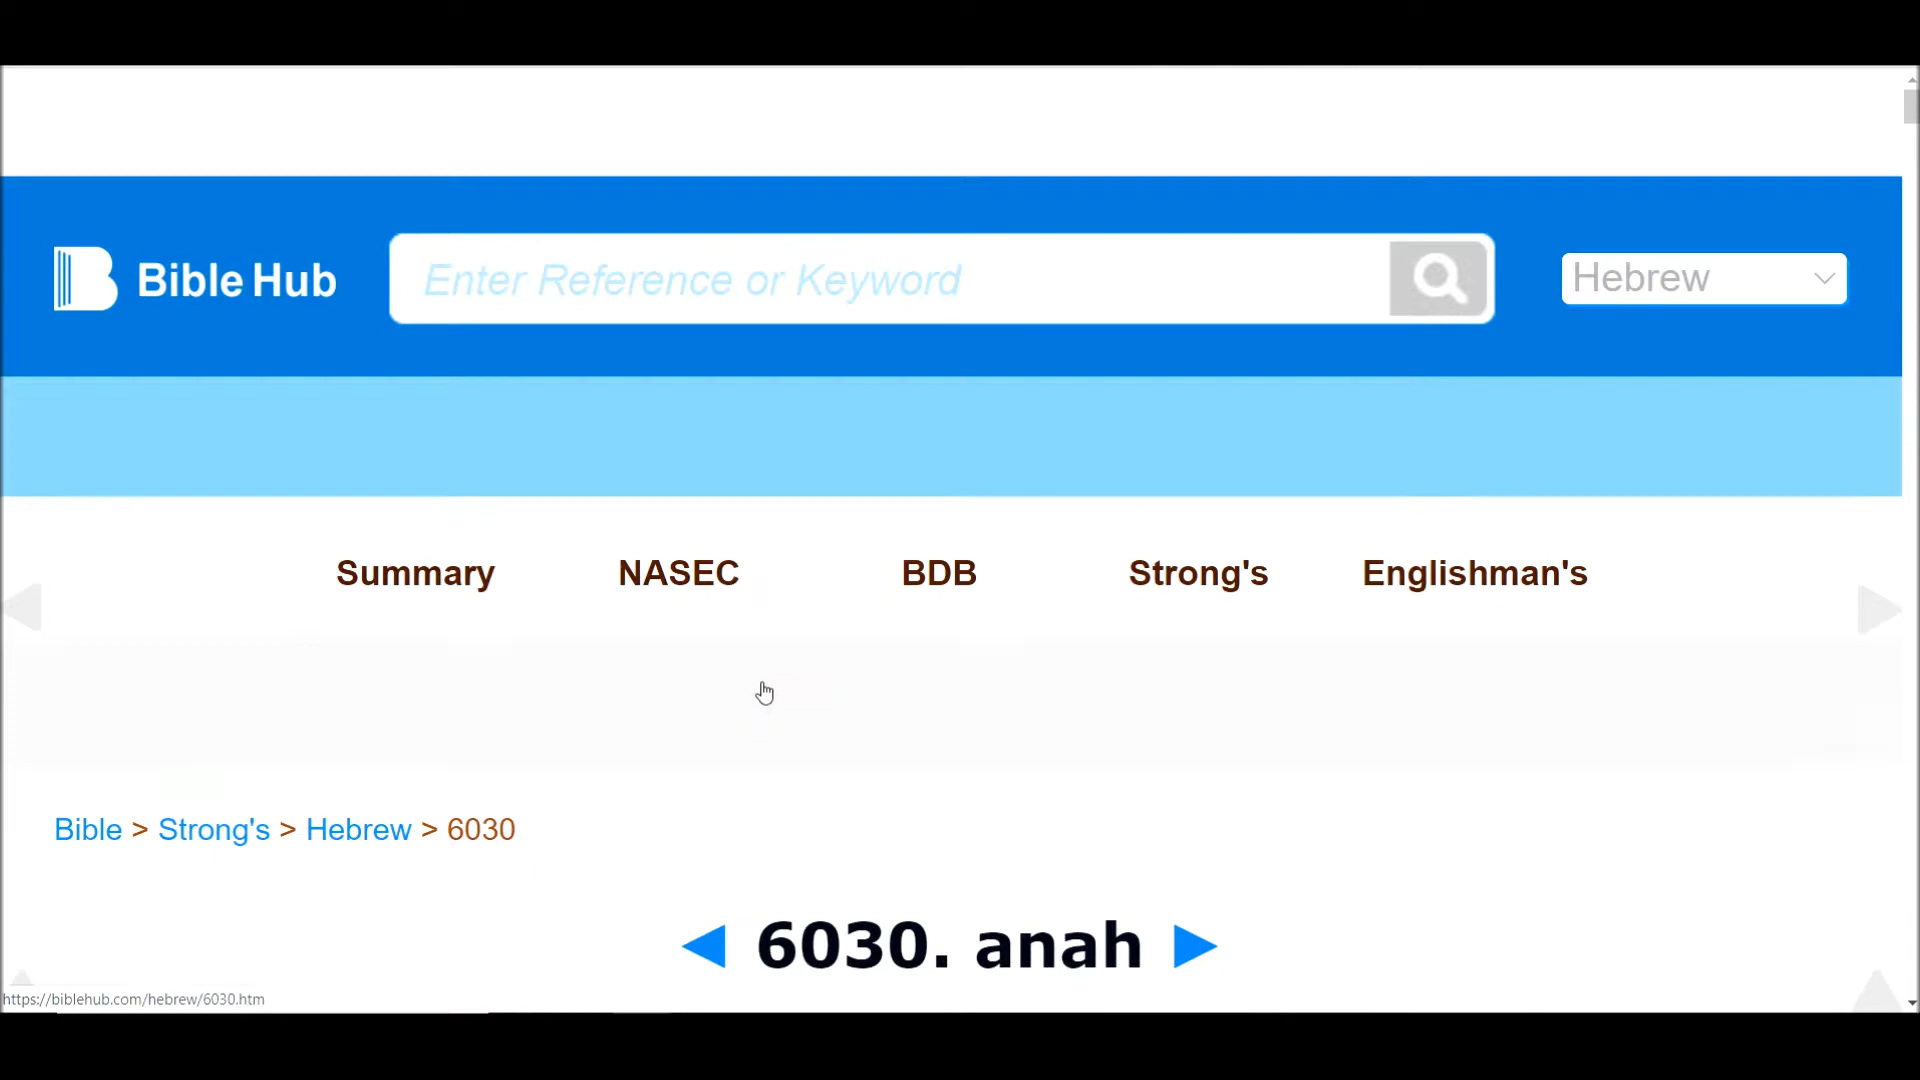 Bible Hub
Enter Reference or Keyword
Hebrew
Summary NASEC BDB Strong's Englishman's
Bible > Strong's > Hebrew > 6030
6030. anah
https://biblehub.com/hebrew/6030.htm